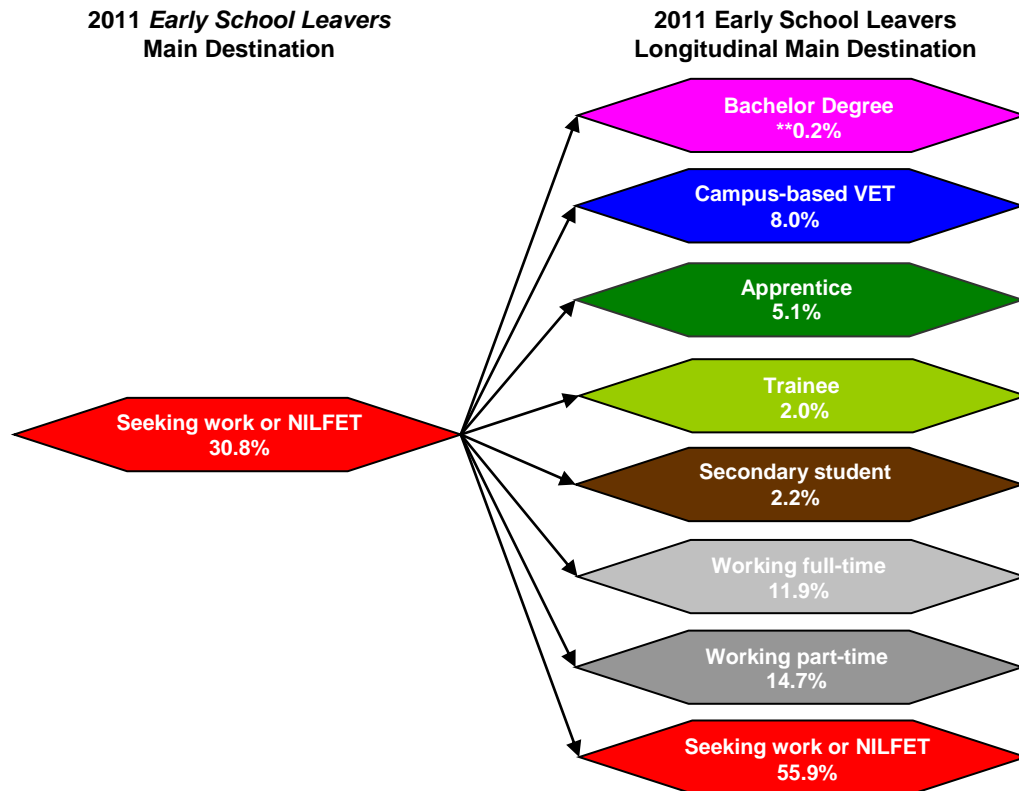 2011 Early School Leavers
Main Destination
2011 Early School Leavers
Longitudinal Main Destination
Bachelor Degree
**0.2%
Campus-based VET
8.0%
Apprentice
5.1%
Trainee
2.0%
Seeking work or NILFET
30.8%
Secondary student
2.2%
Working full-time
11.9%
Working part-time
14.7%
Seeking work or NILFET
55.9%